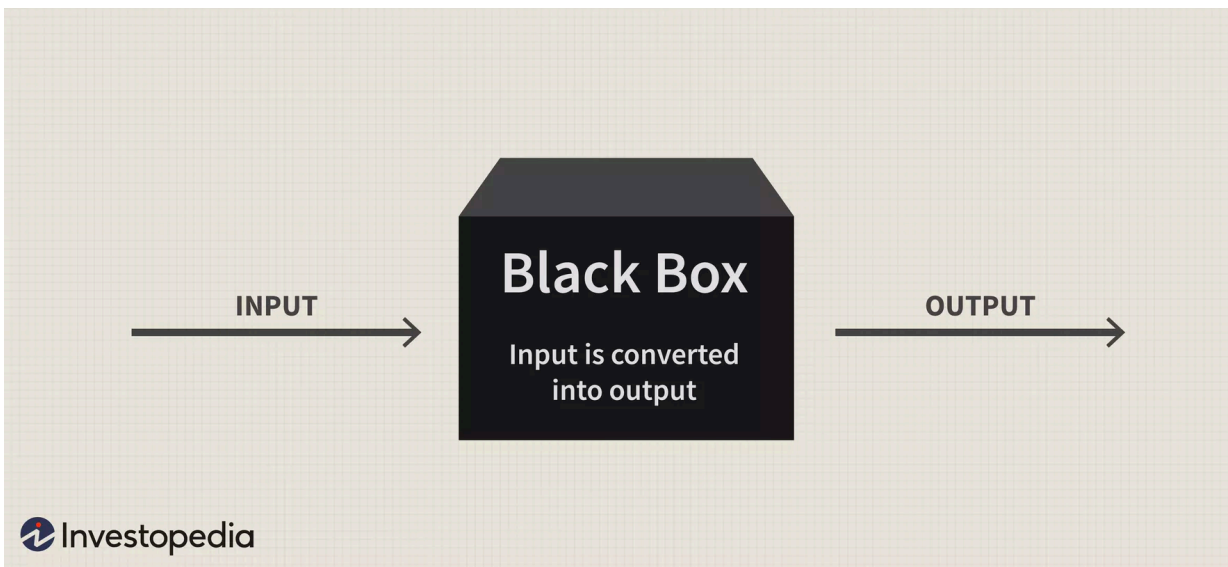 Black Box
INPUT
OUTPUT
Input is converted
into output
Investopedia